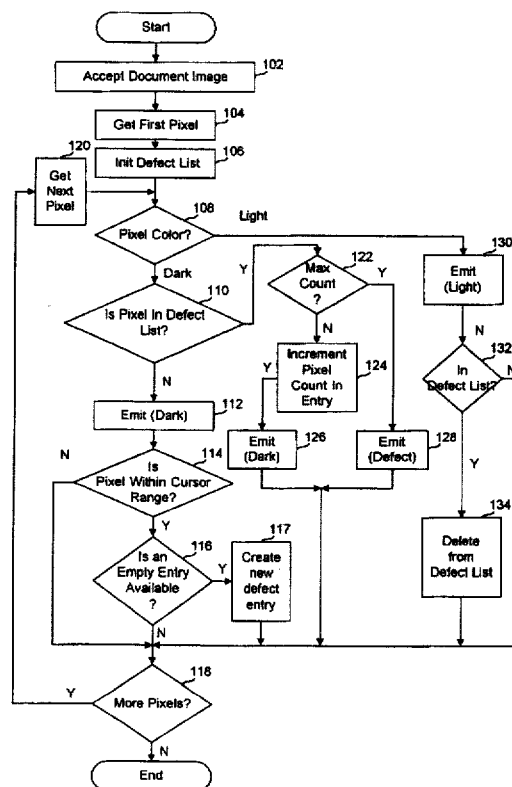 Start
Accept Document Image
102
Get First Pixel
104
Init Defect List
106
120
Get
Next
Pixel
Pixel Color?
108
Light
Dark
Is Pixel In Defect
List?
110
Y
N
Max
Count
?
122
Y
N
Increment
Pixel
Count In
Entry
124
Y
Emit
(Dark)
126
Emit
(Defect)
128
130
Emit
(Light)
N
In
Defect List?
132
N
Y
134
Delete
from
Defect List
Emit (Dark)
112
Is
Pixel Within Cursor
Range?
114
N
Y
Is an
Empty Entry
Available
?
116
Y
N
117
Create
new
defect
entry
More Pixels?
118
Y
N
End